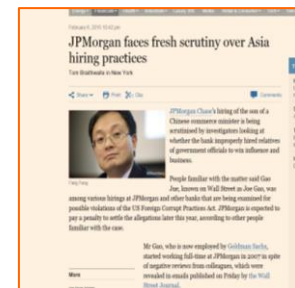 February 6, 2015 10:42 pm
JPMorgan faces fresh scrutiny over Asia
hiring practices
Tom Braithwaite in New York
Share
Print
Clip
Comments
JPMorgan Chase's hiring of the son of a
Chinese commerce minister is being
scrutinised by investigators looking at
whether the bank improperly hired relatives
of government officials to win influence and
business.
People familiar with the matter said Gao
Jue, known on Wall Street as Joe Gao, was
Fang Fang
among various hirings at JPMorgan and other banks that are being examined for
possible violations of the US Foreign Corrupt Practices Act. JPMorgan is expected to
pay a penalty to settle the allegations later this year, according to other people
familiar with the case.
Mr Gao, who is now employed by Goldman Sachs,
started working full-time at JPMorgan in 2007 in spite
More
of negative reviews from colleagues, which were
revealed in emails published on Friday by the Wall
Street Journal.